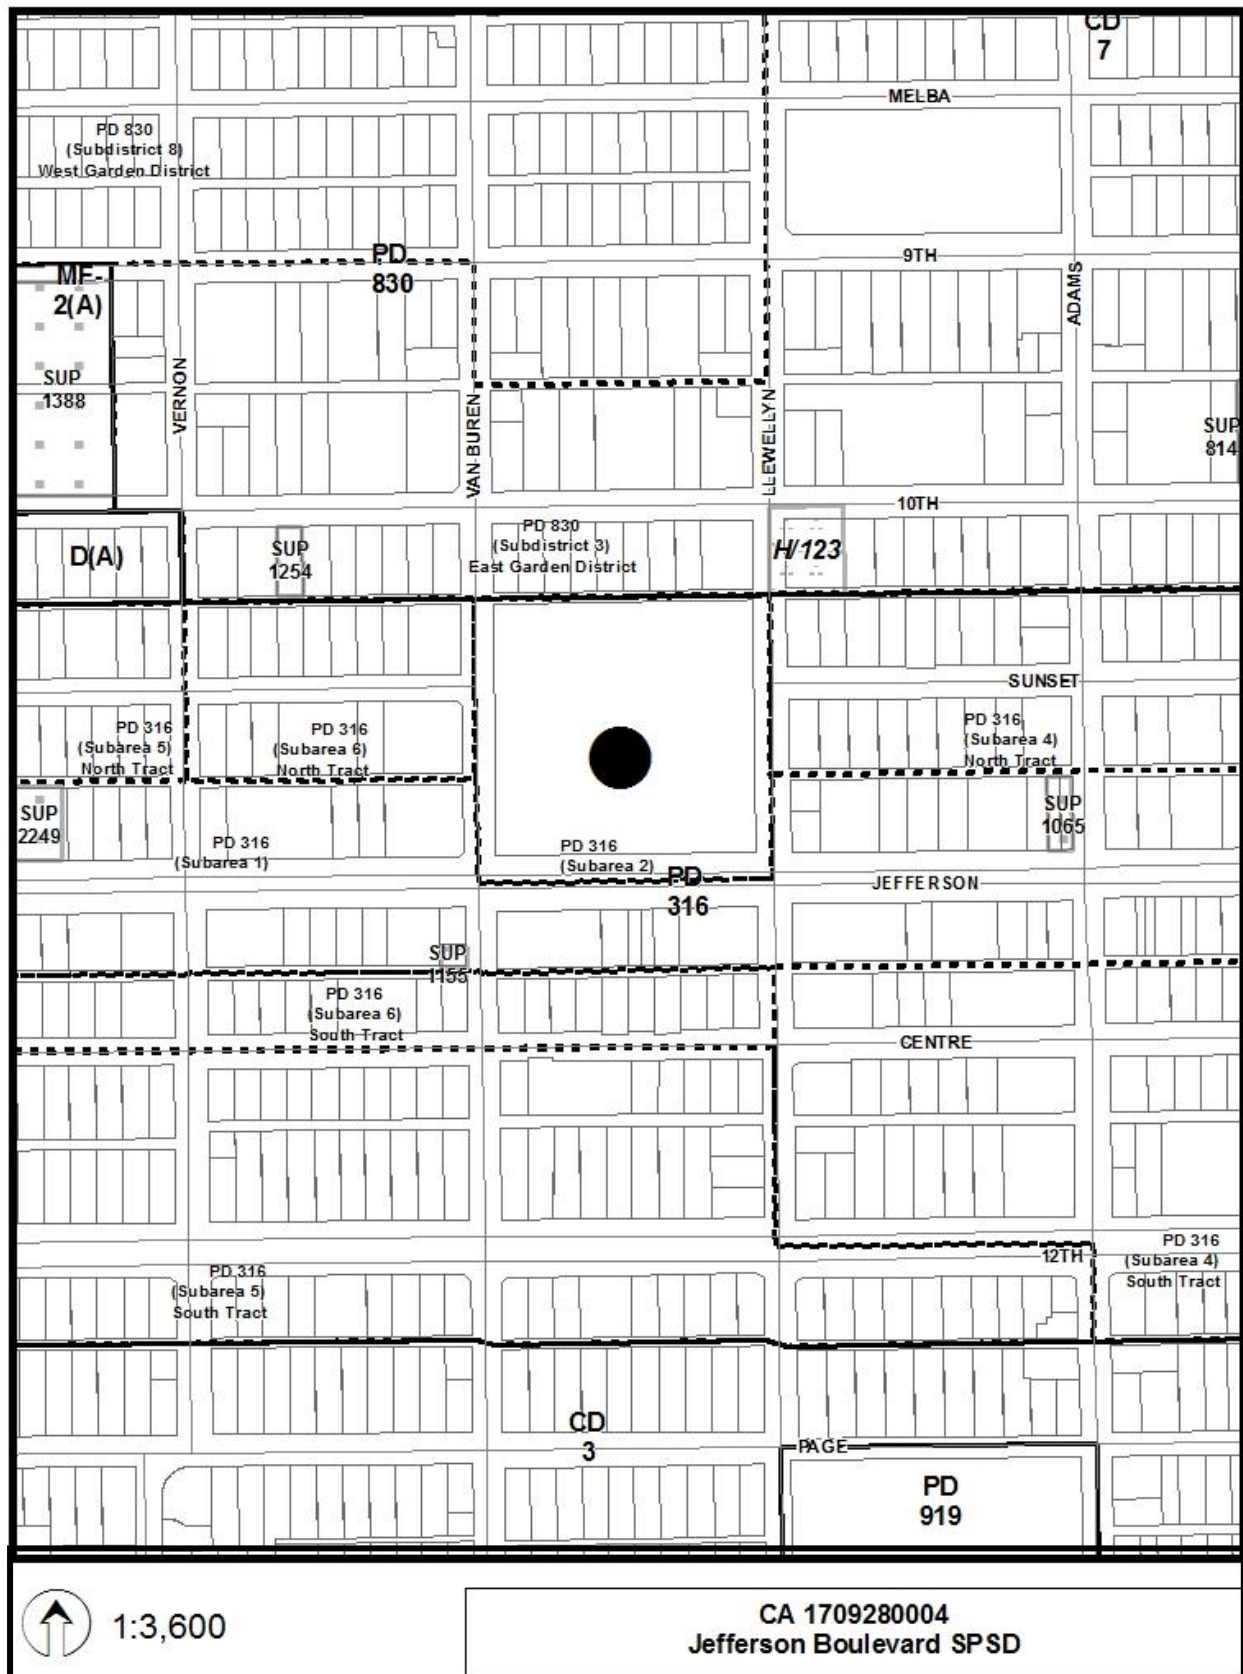 CD
7
MELBA
PD 830
(Subdistrict 8)
West Garden District
9TH
PD
830
MF-
2(A)
ADAMS
SUP
1388
VERNON
VAN BUREN
LLEWELLYN
SUP
814
10TH
D(A)
SUP
1254
PD 830
(Subdistrict 3)
East Garden District
H/123
SUNSET
PD 316
(Subarea 5)
North Tract
PD 316
(Subarea 6)
North Tract
PD 316
(Subarea 4)
North Tract
SUP
2249
PD 316
(Subarea 1)
PD 316
(Subarea 2)
SUP
1065
PD
316
JEFFERSON
SUP
1155
PD 316
(Subarea 6)
South Tract
CENTRE
12TH
PD 316
(Subarea 4)
South Tract
PD 316
(Subarea 5)
South Tract
CD
3
PAGE
PD
919
1:3,600
CA 1709280004
Jefferson Boulevard SPSD